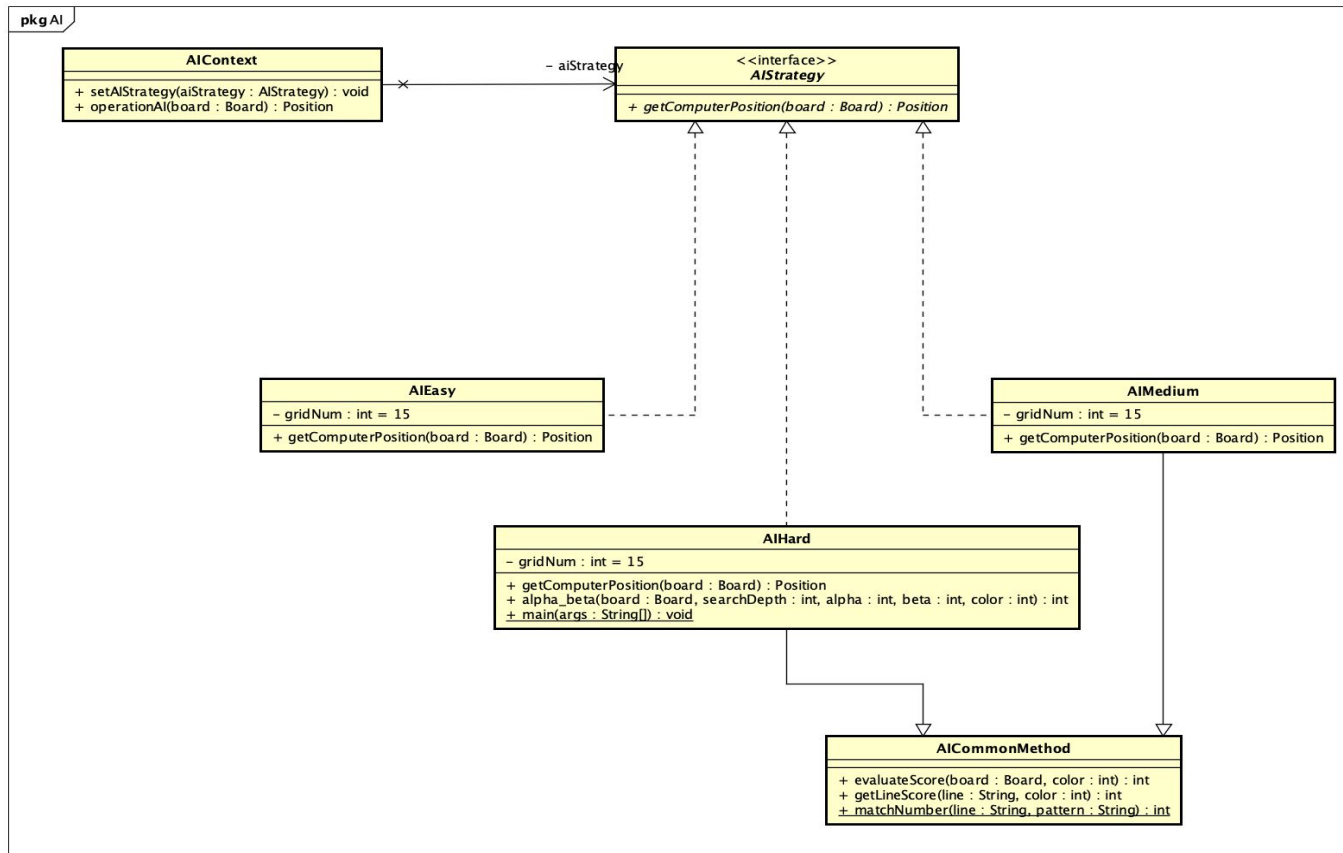 pkg AI
AIContext
+ setAIStrategy(aiStrategy : AIStrategy) : void
+ operationAI(board : Board) : Position
– aiStrategy
<<interface>>
AIStrategy
+ getComputerPosition(board : Board) : Position
AIEasy
– gridNum : int = 15
+ getComputerPosition(board : Board) : Position
AIMedium
– gridNum : int = 15
+ getComputerPosition(board : Board) : Position
AIHard
– gridNum : int = 15
+ getComputerPosition(board : Board) : Position
+ alpha_beta(board : Board, searchDepth : int, alpha : int, beta : int, color : int) : int
+ main(args : String[]) : void
AICommonMethod
+ evaluateScore(board : Board, color : int) : int
+ getLineScore(line : String, color : int) : int
+ matchNumber(line : String, pattern : String) : int